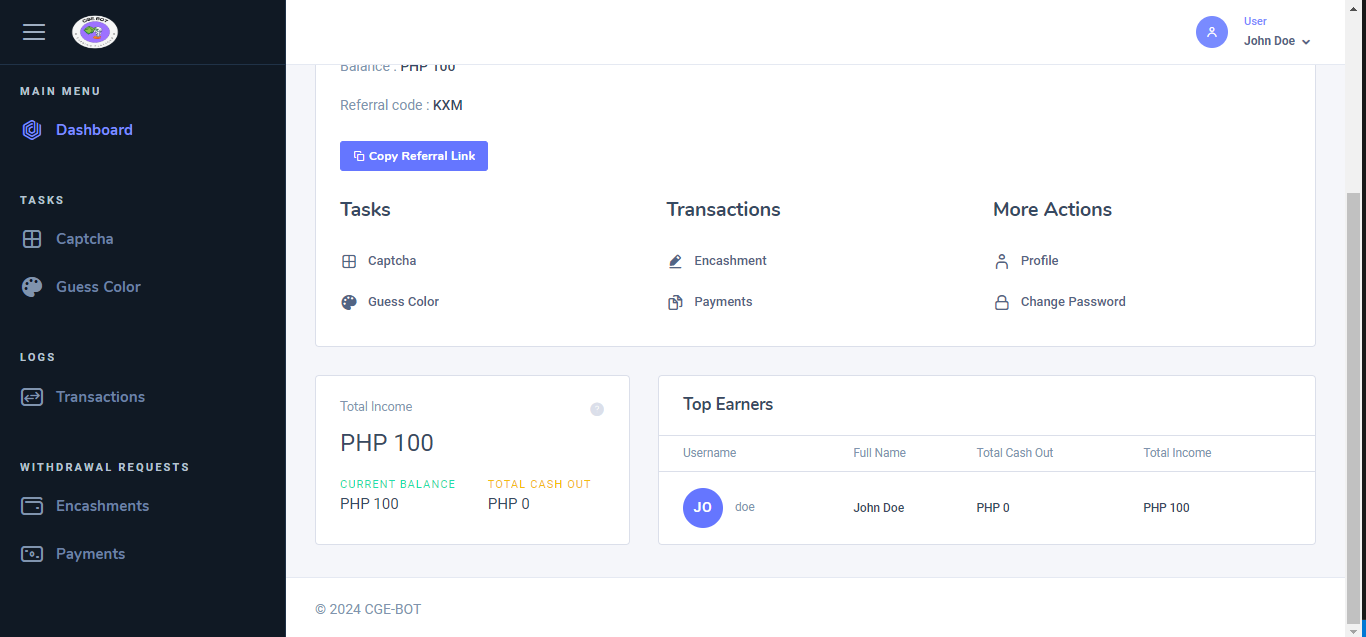 CGE BOT
User
John Doe
MAIN MENU
Dashboard
TASKS
Captcha
Guess Color
LOGS
Transactions
WITHDRAWAL REQUESTS
Encashments
Payments
Balance : PHP 100
Referral code : KXM
Copy Referral Link
Tasks
Captcha
Guess Color
Transactions
Encashment
Payments
More Actions
Profile
Change Password
Total Income
?
PHP 100
CURRENT BALANCE
PHP 100
TOTAL CASH OUT
PHP 0
Top Earners
Username Full Name Total Cash Out Total Income
JO doe John Doe PHP 0 PHP 100
© 2024 CGE-BOT